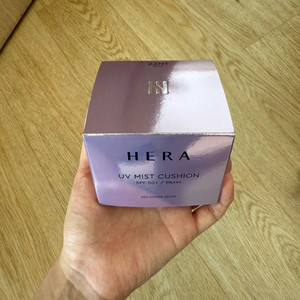 HERA
UV MIST CUSHION
SPF 50+ / PA+++